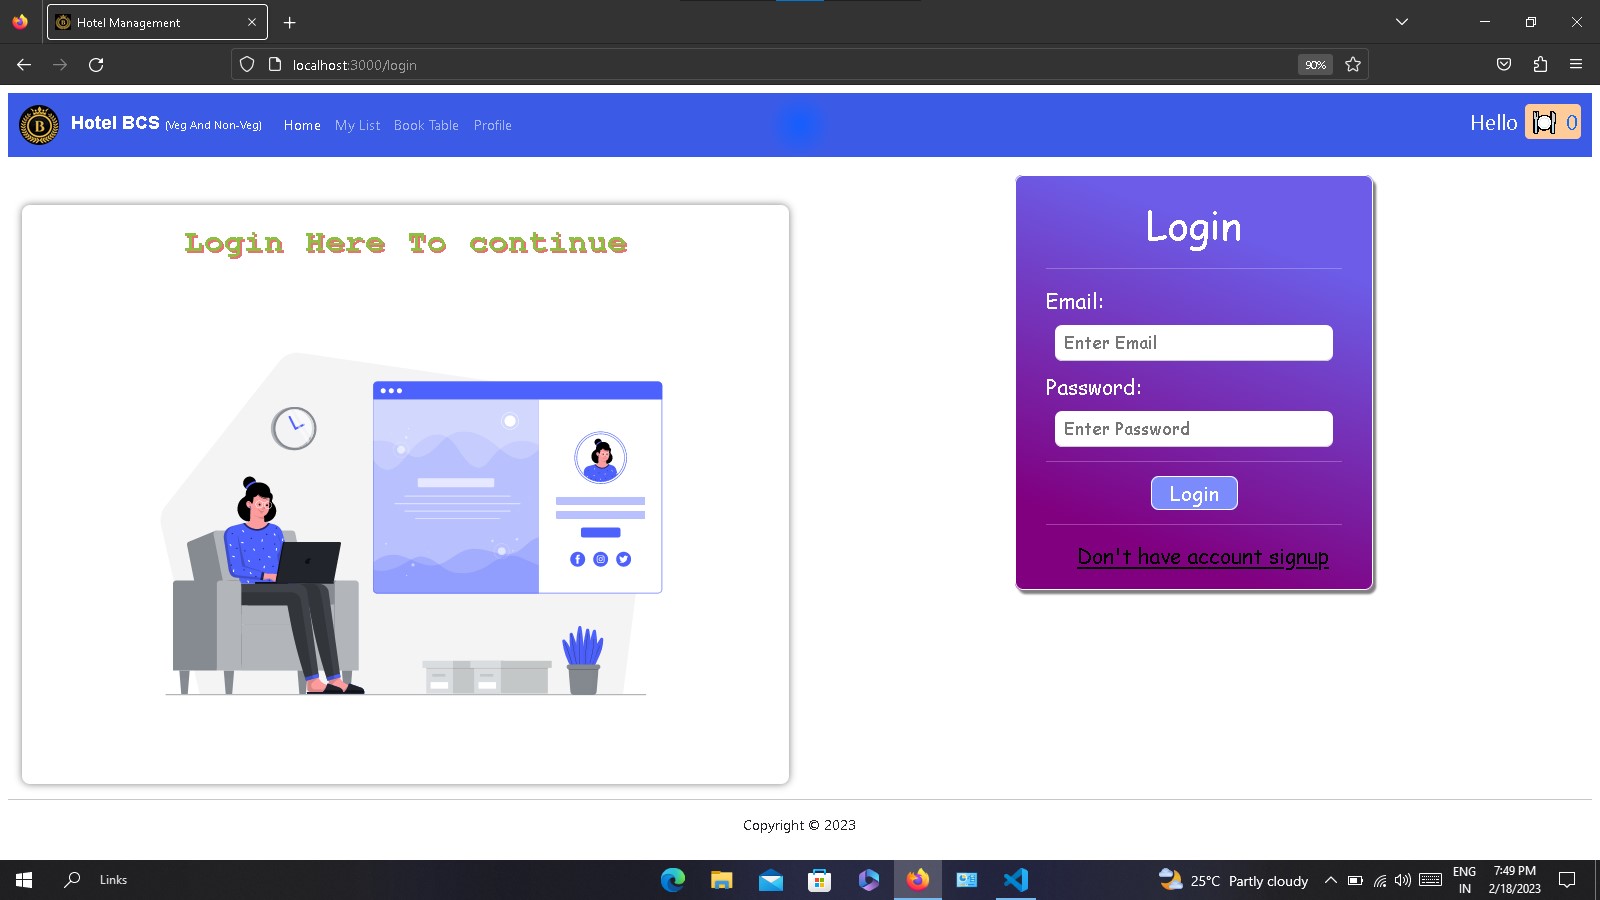 Hotel Management
localhost:3000/login
90%
B
Hotel BCS (Veg And Non-Veg) Home My List Book Table Profile
Hello 0
Login Here To continue
Login
Email:
Enter Email
Password:
Enter Password
Login
Don't have account signup
Copyright © 2023
Links
25°C Partly cloudy
ENG
IN
7:49 PM
2/18/2023